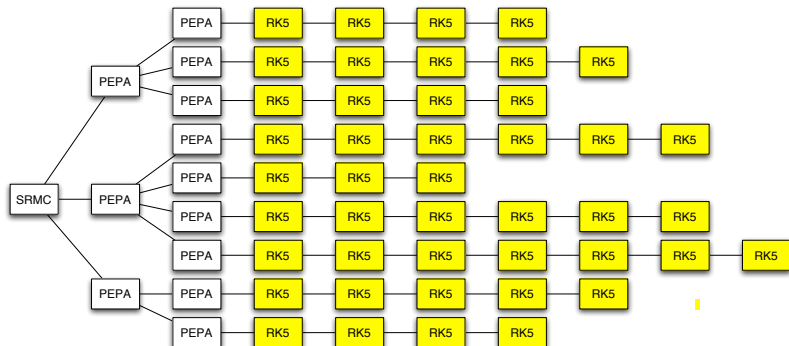 PEPA RK5 RK5 RK5 RK5
PEPA RK5 RK5 RK5 RK5 RK5
PEPA
PEPA RK5 RK5 RK5 RK5
PEPA RK5 RK5 RK5 RK5 RK5 RK5
PEPA RK5 RK5 RK5
SRMC PEPA
PEPA RK5 RK5 RK5 RK5 RK5 RK5
PEPA RK5 RK5 RK5 RK5 RK5 RK5 RK5
PEPA PEPA RK5 RK5 RK5 RK5 RK5
PEPA RK5 RK5 RK5 RK5